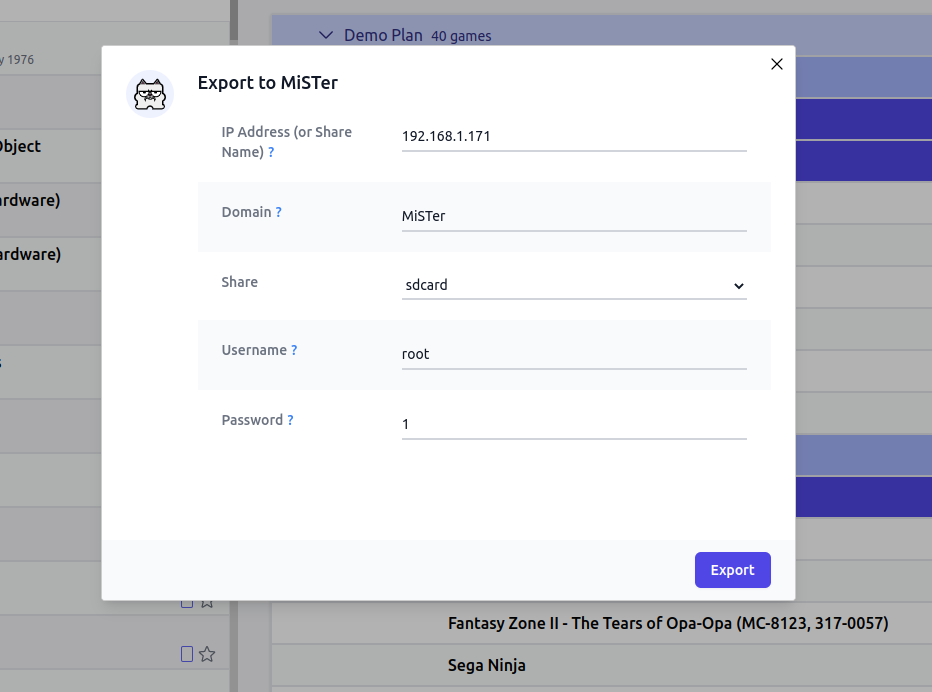 Demo Plan 40 games
y 1976
Export to MiSTer
IP Address (or Share
Name) ?
192.168.1.171
Object
ardware)
Domain ?
MiSTer
ardware)
Share
sdcard
Username ?
root
s
Password ?
1
Export
Fantasy Zone II - The Tears of Opa-Opa (MC-8123, 317-0057)
Sega Ninja